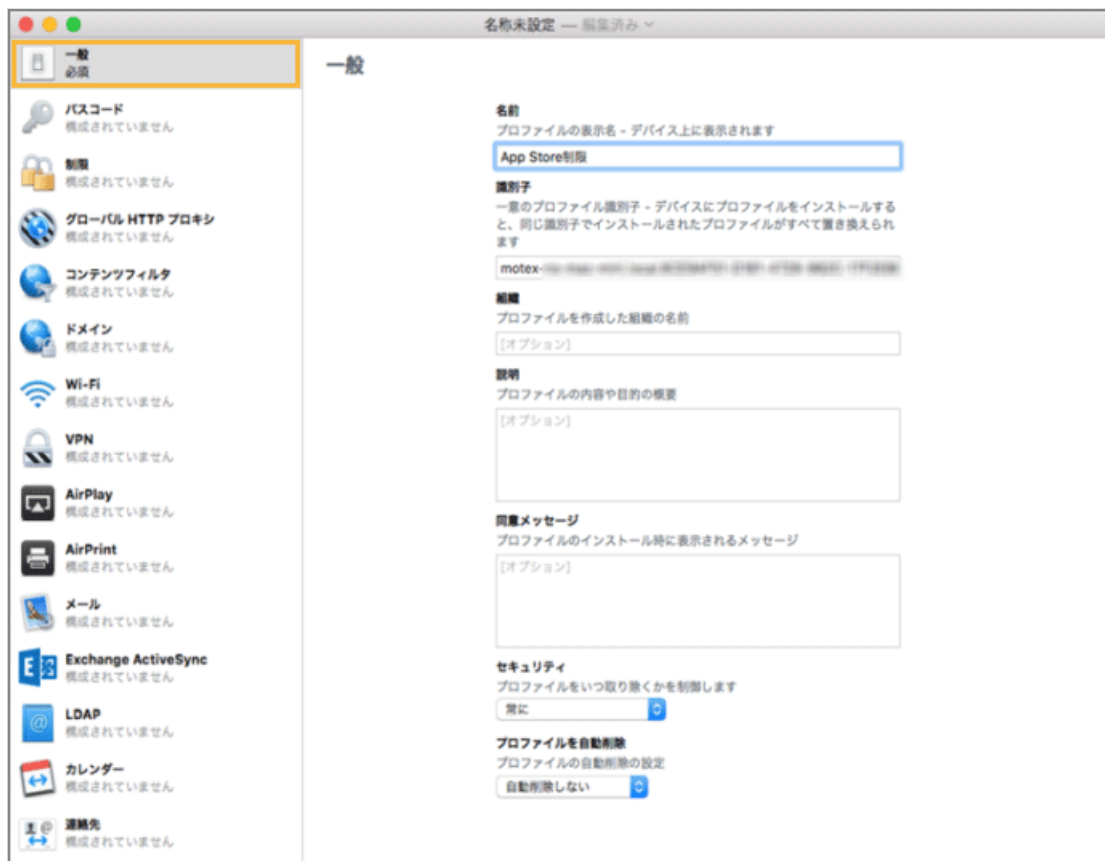 名称未設定 — 編集済み
一般
必須
パスコード
構成されていません
制限
構成されていません
グローバル HTTP プロキシ
構成されていません
コンテンツフィルタ
構成されていません
ドメイン
構成されていません
Wi-Fi
構成されていません
VPN
構成されていません
AirPlay
構成されていません
AirPrint
構成されていません
メール
構成されていません
Exchange ActiveSync
構成されていません
LDAP
構成されていません
カレンダー
構成されていません
連絡先
構成されていません
一般
名前
プロファイルの表示名 - デバイス上に表示されます
App Store制限
識別子
一意のプロファイル識別子 - デバイスにプロファイルをインストールする
と、同じ識別子でインストールされたプロファイルがすべて置き換えられ
ます
motex-
組織
プロファイルを作成した組織の名前
[オプション]
説明
プロファイルの内容や目的の概要
[オプション]
同意メッセージ
プロファイルのインストール時に表示されるメッセージ
[オプション]
セキュリティ
プロファイルをいつ取り除くかを制御します
常に
プロファイルを自動削除
プロファイルの自動削除の設定
自動削除しない